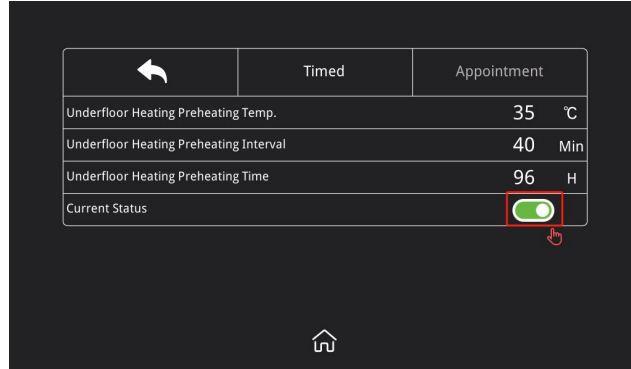 Timed Appointment
Underfloor Heating Preheating Temp. 35 ℃
Underfloor Heating Preheating Interval 40 Min
Underfloor Heating Preheating Time 96 H
Current Status